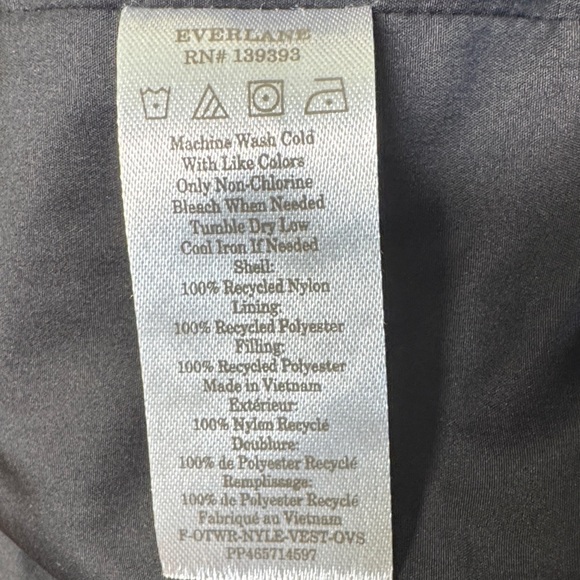 EVERLANE
RN# 139393
Machine Wash Cold
With Like Colors
Only Non-Chlorine
Bleach When Needed
Tumble Dry Low
Cool Iron If Needed
Shell:
100% Recycled Nylon
Lining:
100% Recycled Polyester
Filling:
100% Recycled Polyester
Made in Vietnam
Extérieur:
100% Nylon Recyclé
Doublure:
100% de Polyester Recyclé
Remplissage:
100% de Polyester Recyclé
Fabriqué au Vietnam
F-OTWR-NYLE-VEST-OVS
PP465714597